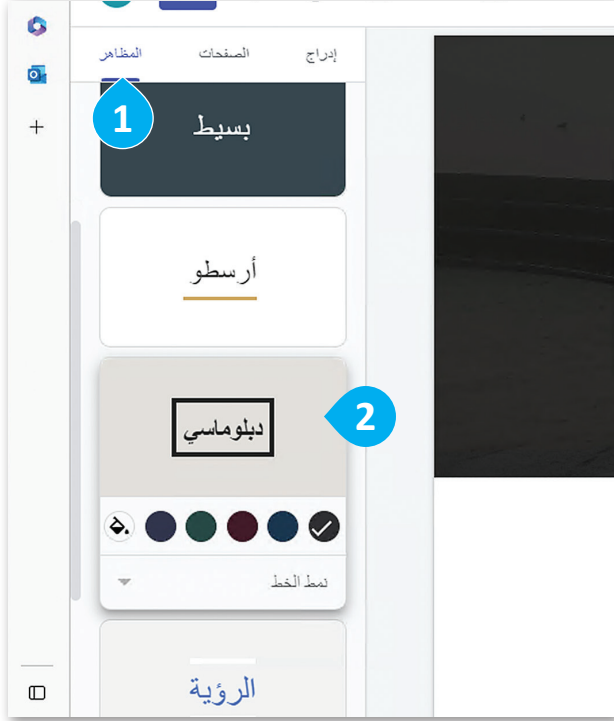 إدراج الصفحات المظاهر
1
بسيط
أرسطو
2
دبلوماسي
نمط الخط
الرؤية